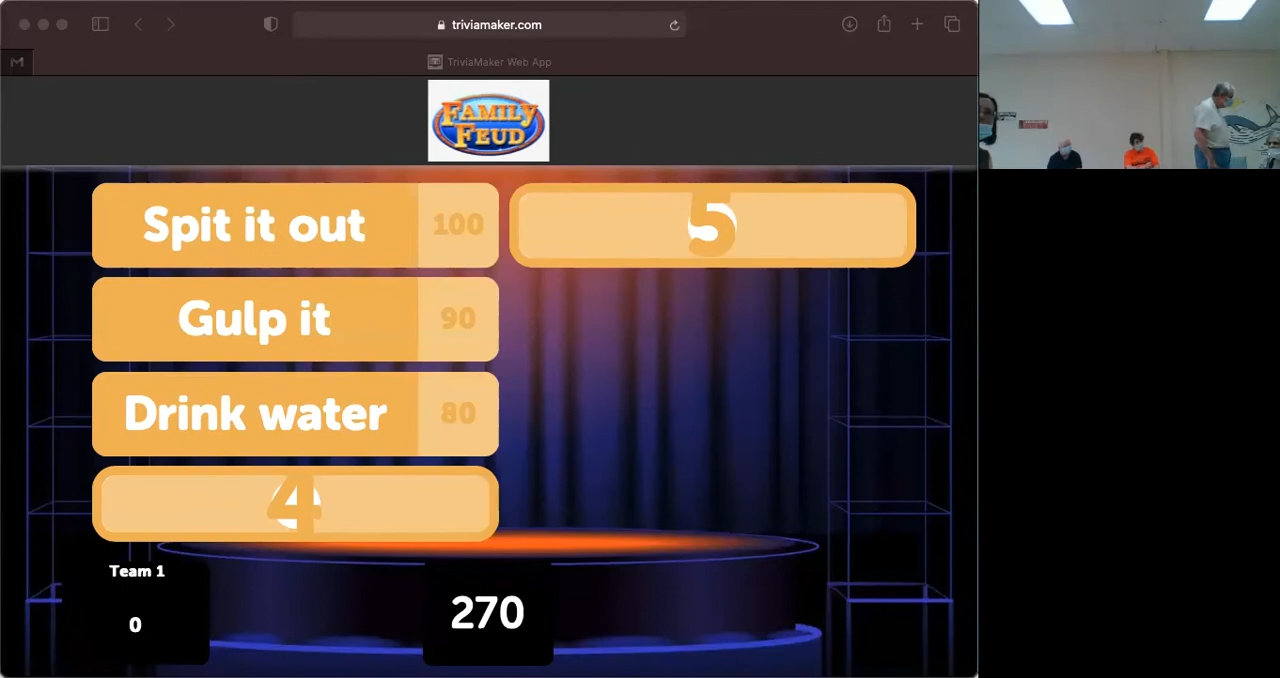 triviamaker.com
M
TriviaMaker Web App
FAMILY
FEUD
Spit it out 100
5
Gulp it 90
Drink water 80
4
Team 1
0
270